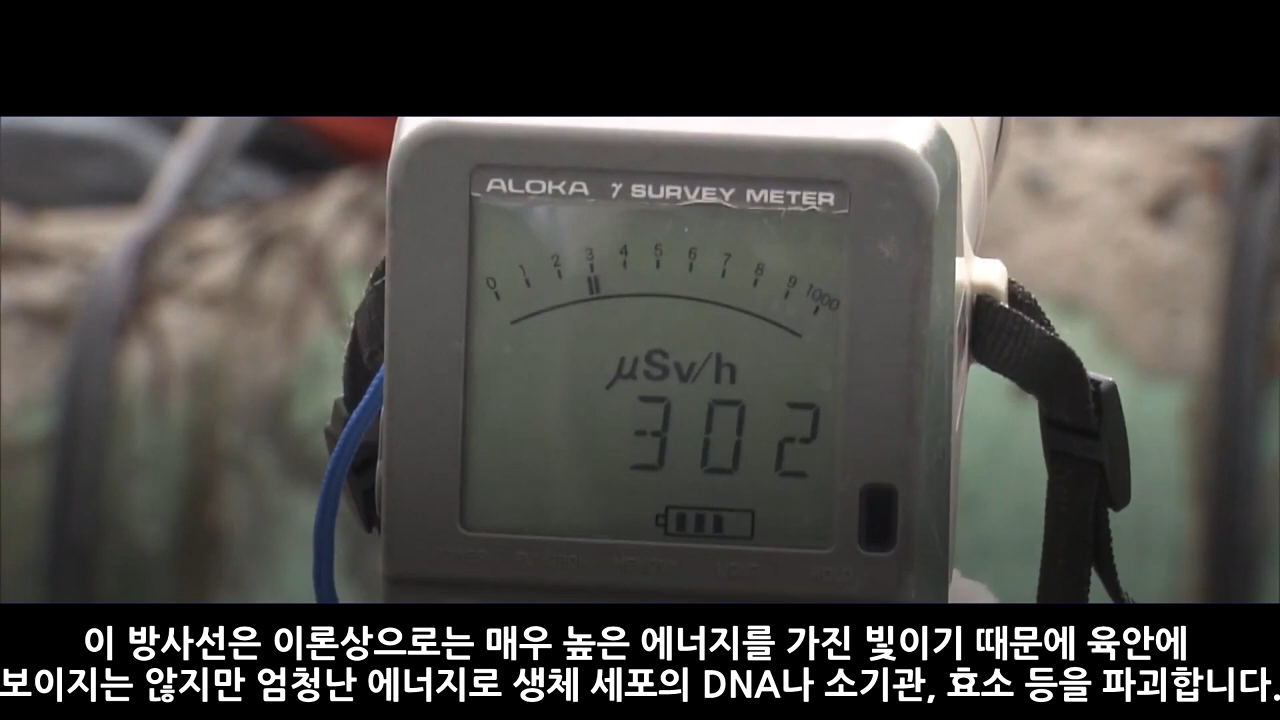 ALOKA γ SURVEY METER
0 1 2 3 4 5 6 7 8 9 1000
μSv/h
302
이 방사선은 이론상으로는 매우 높은 에너지를 가진 빛이기 때문에 육안에
보이지는 않지만 엄청난 에너지로 생체 세포의 DNA나 소기관, 효소 등을 파괴합니다.